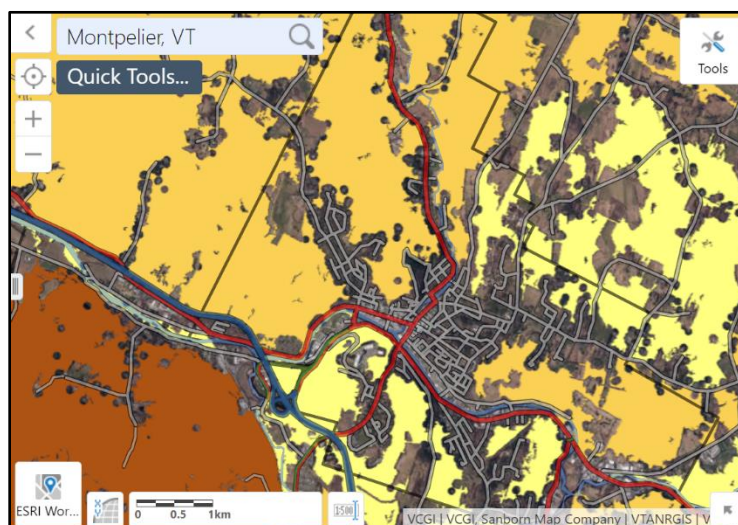 Montpelier, VT
Tools
Quick Tools...
+
−
ESRI Wor...
0 0.5 1km
VCGI | VCGI, Sanborn Map Company | VTANRGIS | V